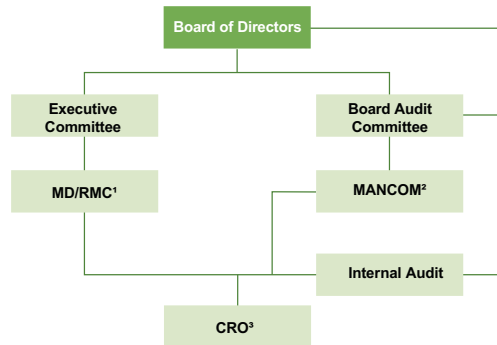 Board of Directors
Executive
Committee
Board Audit
Committee
MD/RMC¹
MANCOM²
Internal Audit
CRO³